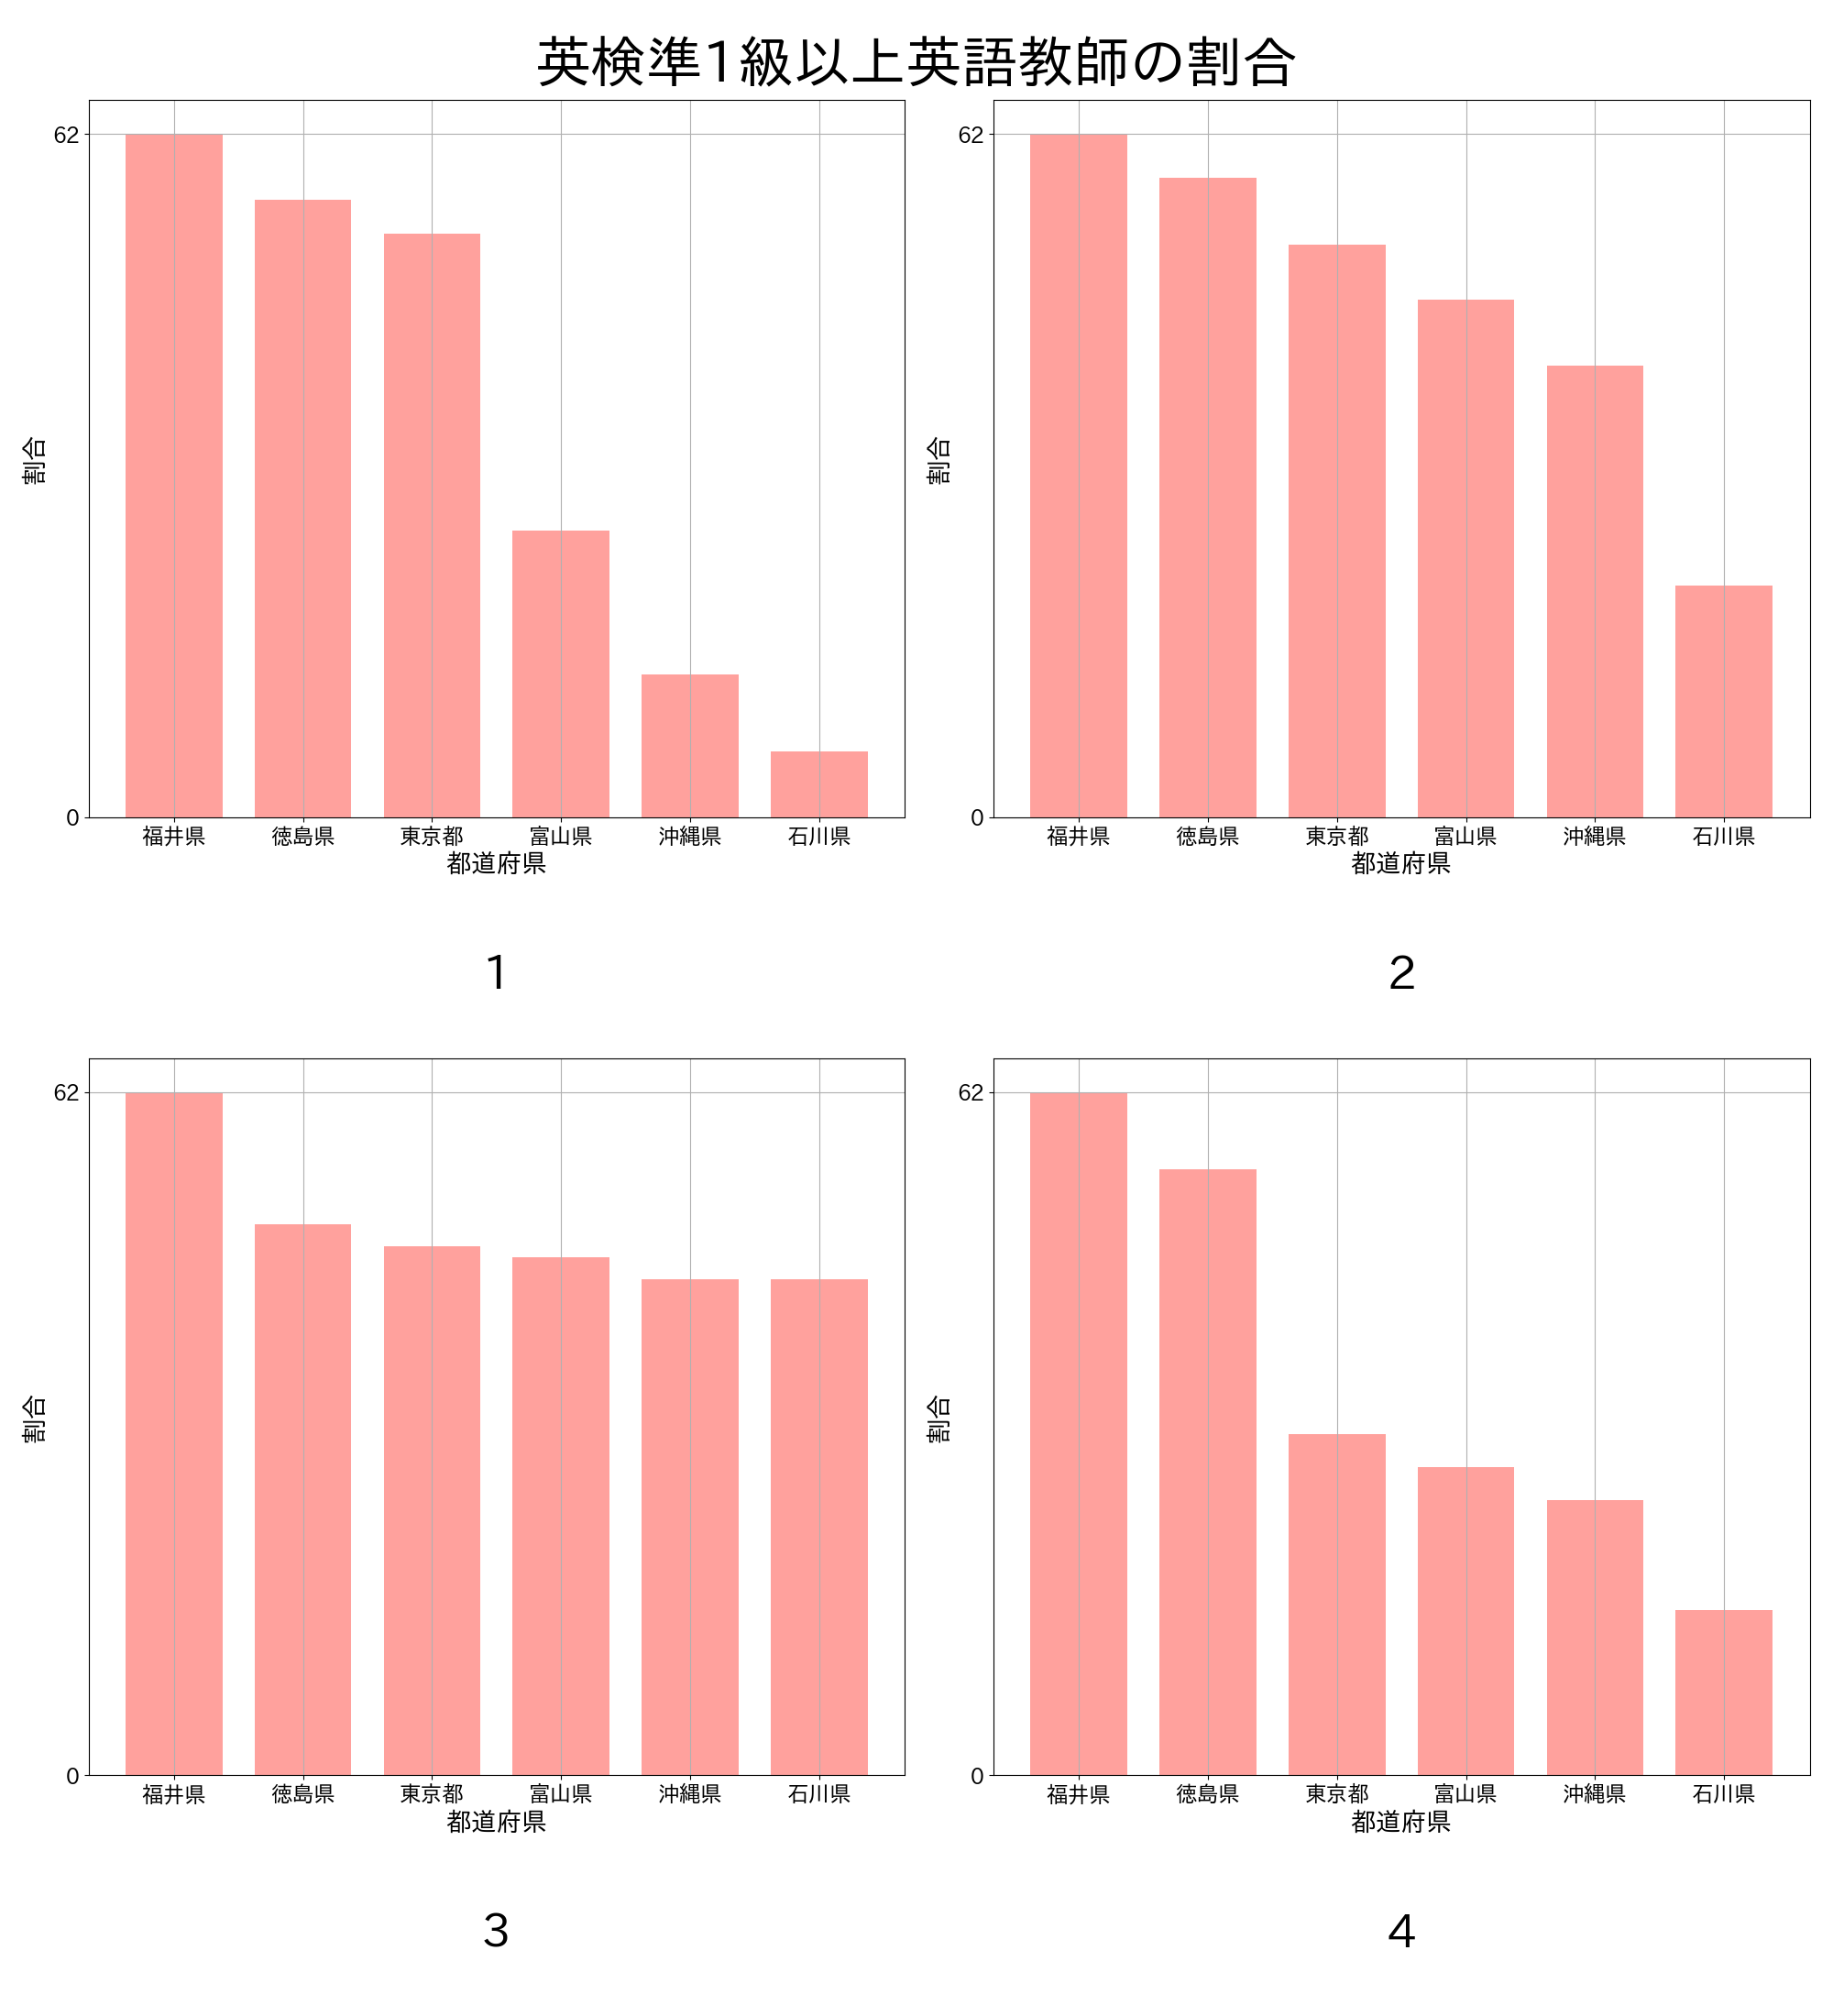 英検準1級以上英語教師の割合
62
0
割合
福井県 徳島県 東京都 富山県 沖縄県 石川県
都道府県
1
62
0
割合
福井県 徳島県 東京都 富山県 沖縄県 石川県
都道府県
2
62
0
割合
福井県 徳島県 東京都 富山県 沖縄県 石川県
都道府県
3
62
0
割合
福井県 徳島県 東京都 富山県 沖縄県 石川県
都道府県
4